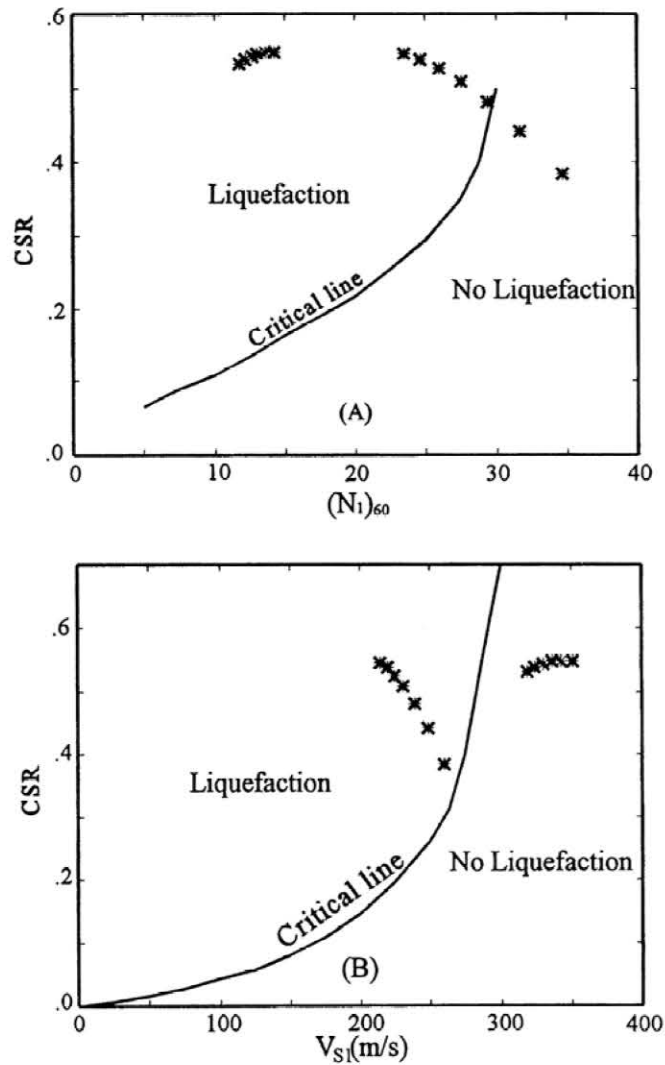 .6
.4
.2
.0
CSR
Liquefaction
Critical line
No Liquefaction
(A)
0 10 20 30 40
(N1)60
.6
.4
.2
.0
CSR
Liquefaction
Critical line
No Liquefaction
(B)
0 100 200 300 400
VS1(m/s)